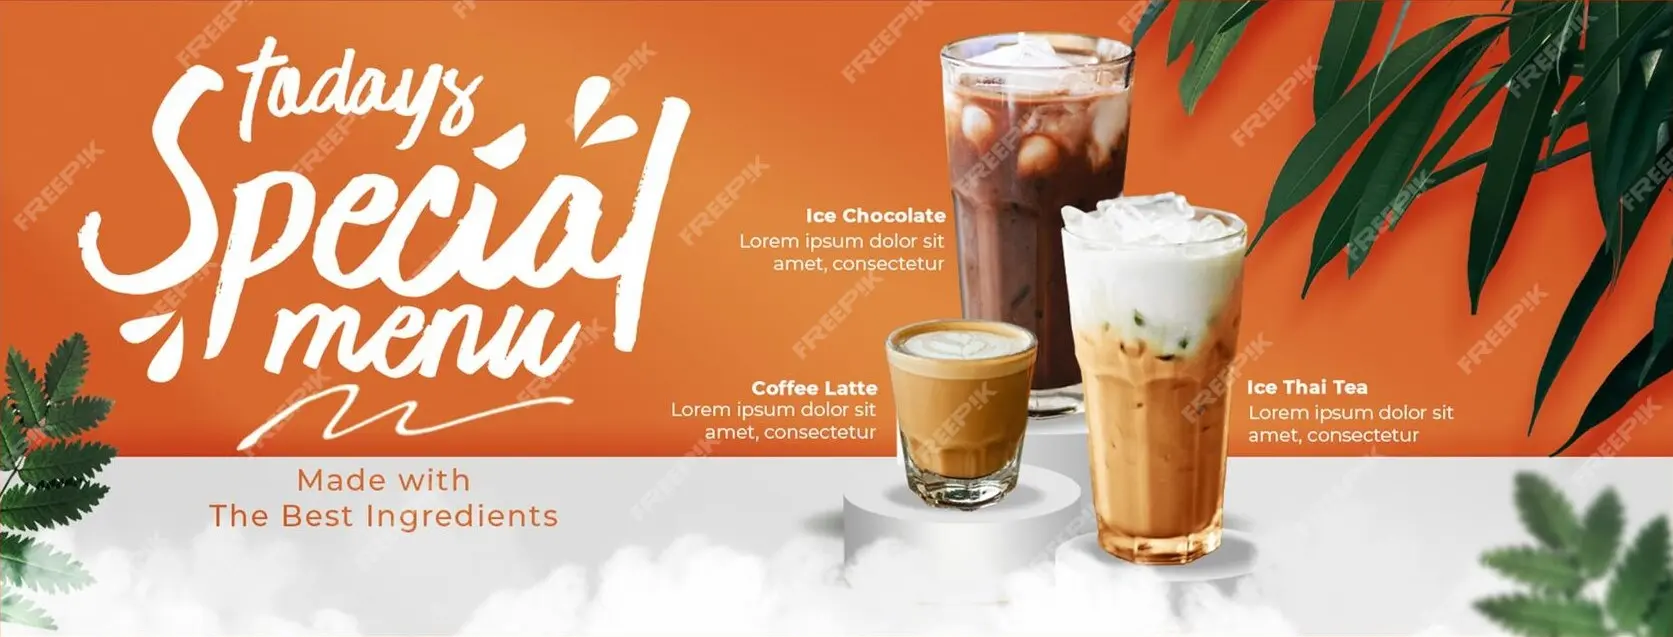 todays
Special
menu
Made with
The Best Ingredients
Ice Chocolate
Lorem ipsum dolor sit
amet, consectetur
Coffee Latte
Lorem ipsum dolor sit
amet, consectetur
Ice Thai Tea
Lorem ipsum dolor sit
amet, consectetur
FREEPIK